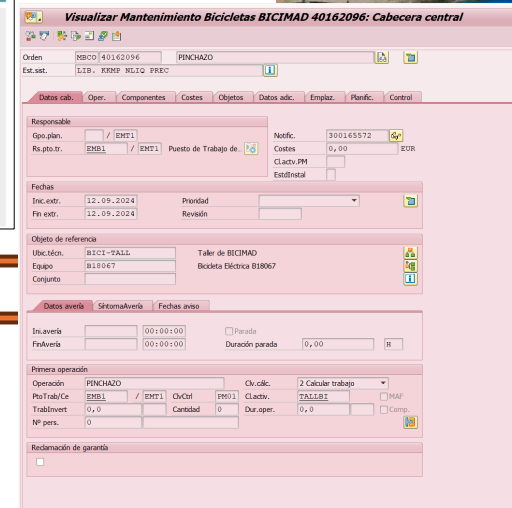 Visualizar Mantenimiento Bicicletas BICIMAD 40162096: Cabecera central
Orden MBCO 40162096 PINCHAZO
Est.sist. LIB. KKMP NLIQ PREC
Datos cab. Oper. Componentes Costes Objetos Datos adic. Emplaz. Planific. Control
Responsable
Gpo.plan. / EMT1 Notific. 300165572
Rs.pto.tr. EMB1 / EMT1 Puesto de Trabajo de.. Costes 0,00 EUR
Cl.actv.PM
EstdInstal
Fechas
Inic.extr. 12.09.2024 Prioridad
Fin extr. 12.09.2024 Revisión
Objeto de referencia
Ubic.técn. BICI-TALL Taller de BICIMAD
Equipo B18067 Bicicleta Eléctrica B18067
Conjunto
Datos avería SíntomaAvería Fechas aviso
Ini.avería 00:00:00 Parada
FinAvería 00:00:00 Duración parada 0,00 H
Primera operación
Operación PINCHAZO Clv.cálc. 2 Calcular trabajo
PtoTrab/Ce EMB1 / EMT1 ClvCtrl PM01 Cl.activ. TALLBI MAF
TrabInvert 0,0 Cantidad 0 Dur.oper. 0,0 Comp.
Nº pers. 0
Reclamación de garantía